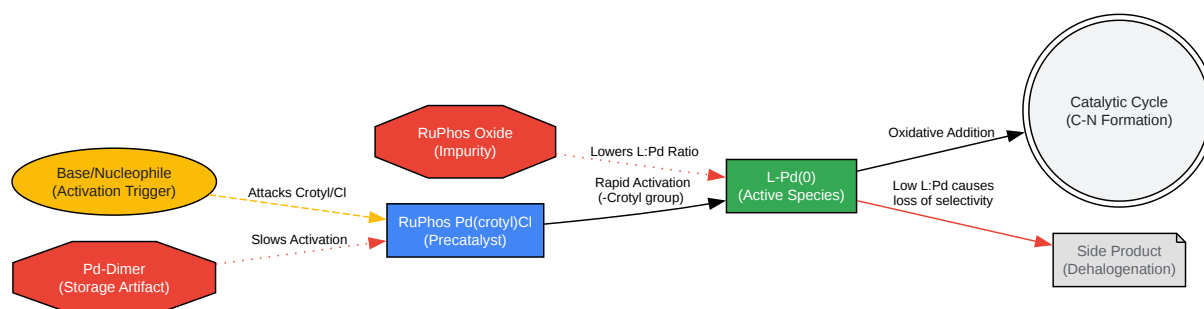 Base/Nucleophile
(Activation Trigger)
Pd-Dimer
(Storage Artifact)
Attacks Crotyl/Cl
Slows Activation
RuPhos Oxide
(Impurity)
RuPhos Pd(crotyl)Cl
(Precatalyst)
Lowers L:Pd Ratio
Rapid Activation
(-Crotyl group)
L-Pd(0)
(Active Species)
Oxidative Addition
Low L:Pd causes
loss of selectivity
Catalytic Cycle
(C-N Formation)
Side Product
(Dehalogenation)